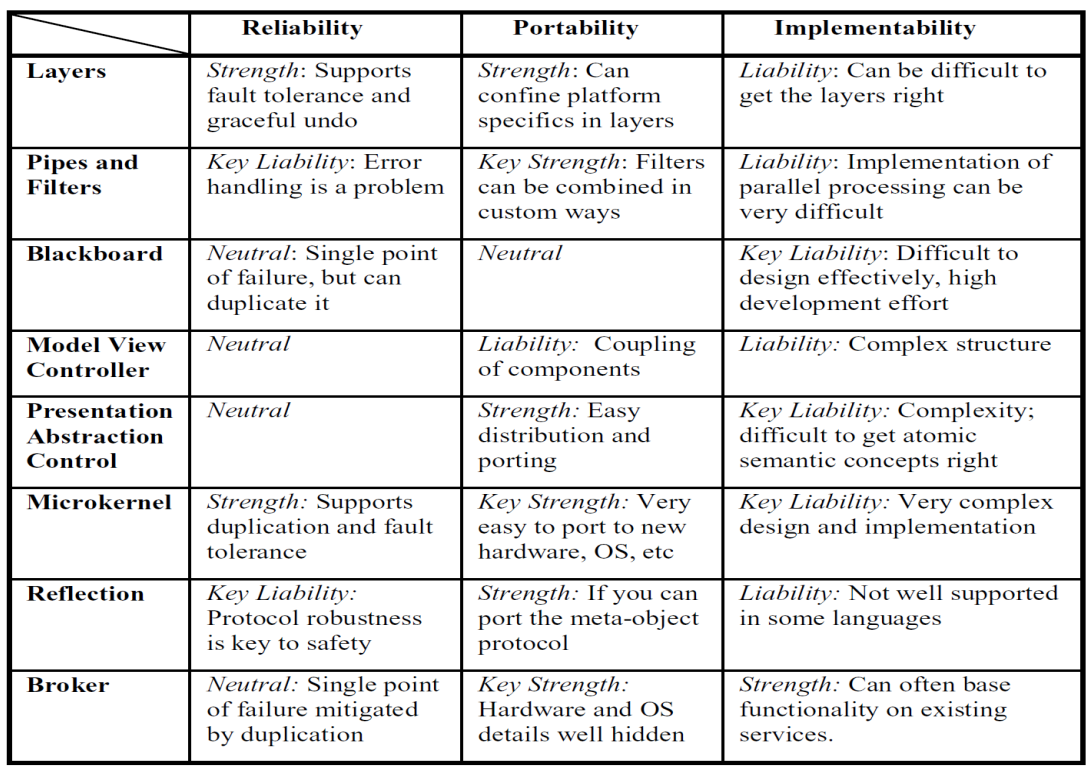 Reliability
Portability
Implementability
Layers
Strength: Supports
fault tolerance and
graceful undo
Strength: Can
confine platform
specifics in layers
Liability: Can be difficult to
get the layers right
Pipes and
Filters
Key Liability: Error
handling is a problem
Key Strength: Filters
can be combined in
custom ways
Liability: Implementation of
parallel processing can be
very difficult
Blackboard
Neutral: Single point
of failure, but can
duplicate it
Neutral
Key Liability: Difficult to
design effectively, high
development effort
Model View
Controller
Neutral
Liability: Coupling
of components
Liability: Complex structure
Presentation
Abstraction
Control
Neutral
Strength: Easy
distribution and
porting
Key Liability: Complexity;
difficult to get atomic
semantic concepts right
Microkernel
Strength: Supports
duplication and fault
tolerance
Key Strength: Very
easy to port to new
hardware, OS, etc
Key Liability: Very complex
design and implementation
Reflection
Key Liability:
Protocol robustness
is key to safety
Strength: If you can
port the meta-object
protocol
Liability: Not well supported
in some languages
Broker
Neutral: Single point
of failure mitigated
by duplication
Key Strength:
Hardware and OS
details well hidden
Strength: Can often base
functionality on existing
services.